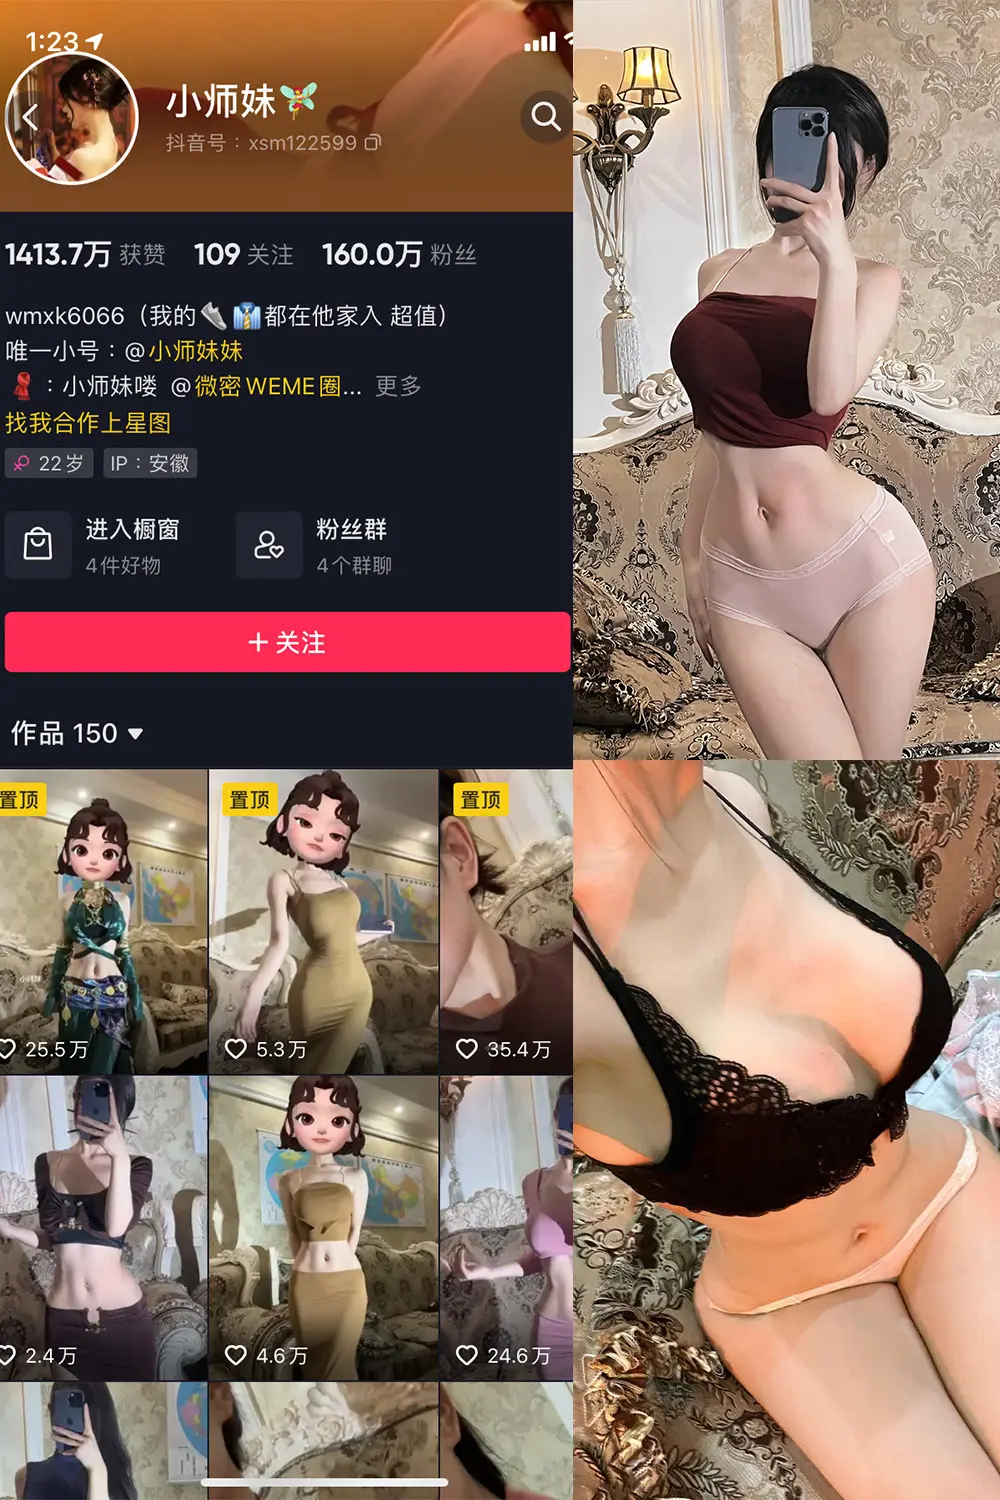 1:23
小师妹
抖音号：xsm122599
1413.7万 获赞 109 关注 160.0万 粉丝
wmxk6066（我的👟👔都在他家入 超值）
唯一小号：@小师妹妹
🧣：小师妹喽 @微密WEME圈... 更多
找我合作上星图
22岁 IP：安徽
进入橱窗 粉丝群
4件好物 4个群聊
+ 关注
作品 150
置顶 置顶 置顶
25.5万 5.3万 35.4万
2.4万 4.6万 24.6万